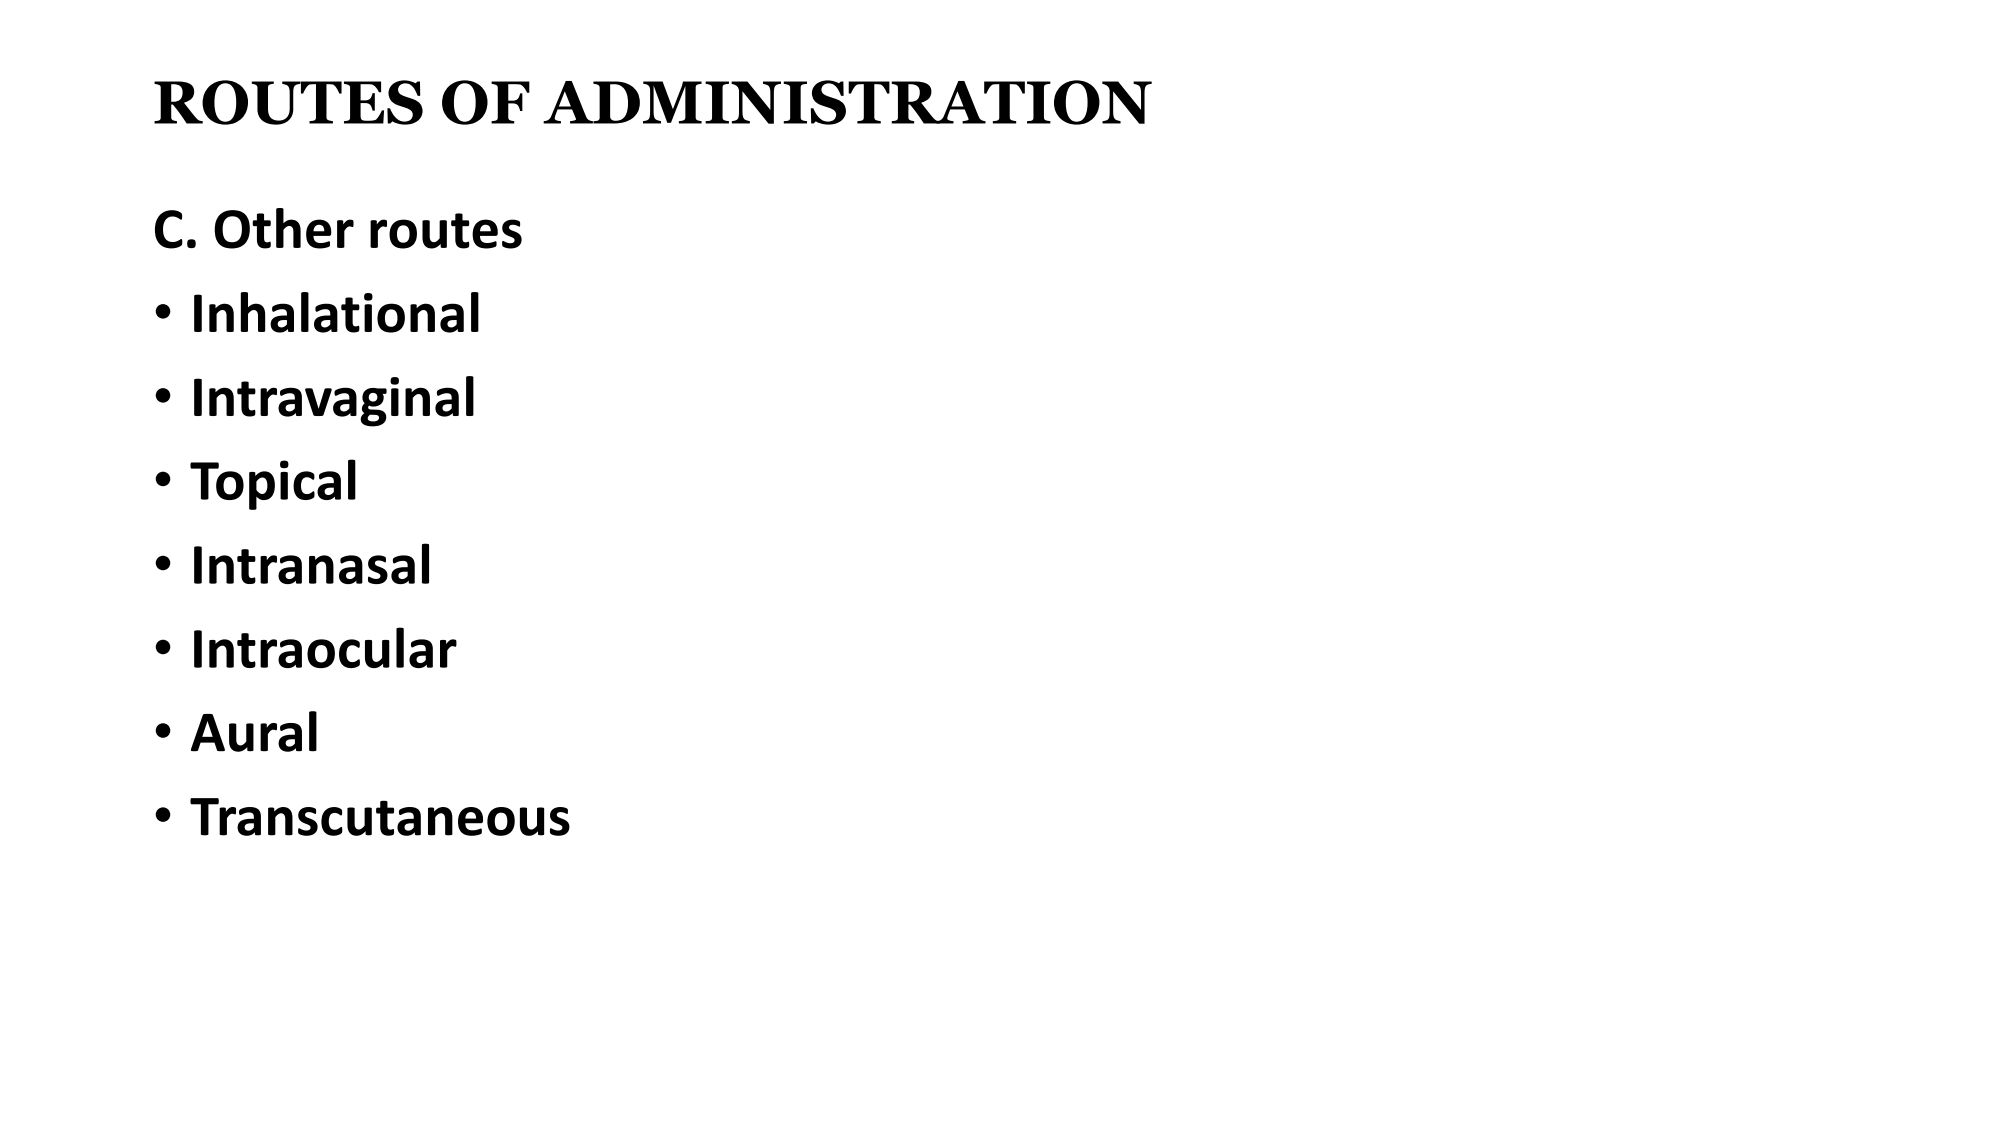 ROUTES OF ADMINISTRATION
C. Other routes
• Inhalational
• Intravaginal
• Topical
• Intranasal
• Intraocular
• Aural
• Transcutaneous